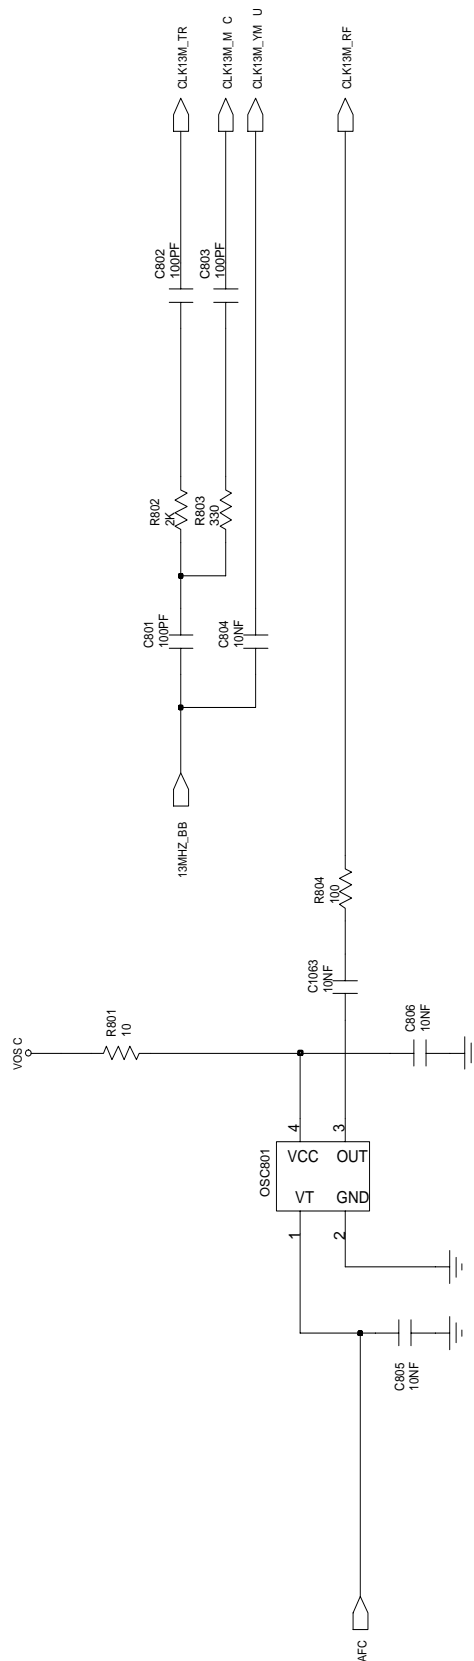 CLK13M_TR
CLK13M_M C
CLK13M_YM U
CLK13M_RF
C802
100PF
C803
100PF
R802
2K
R803
330
C801
100PF
C804
10NF
13MHZ_BB
R804
100
C1063
10NF
VOSC
R801
10
C806
10NF
4
3
OSC801
VCC
OUT
VT
GND
1
2
C805
10NF
AFC